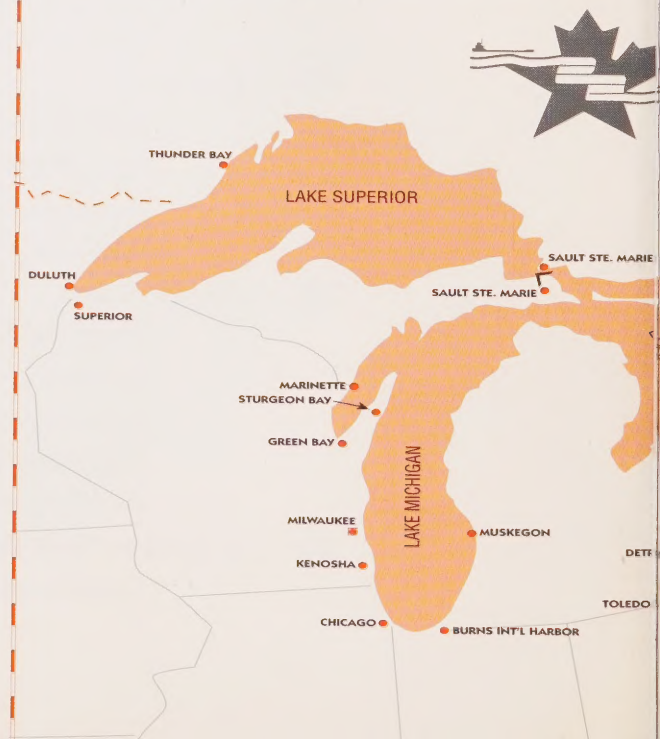 THUNDER BAY
LAKE SUPERIOR
SAULT STE. MARIE
DULUTH
SAULT STE. MARIE
SUPERIOR
MARINETTE
STURGEON BAY
GREEN BAY
LAKE MICHIGAN
MILWAUKEE
MUSKEGON
DETR
KENOSHA
TOLEDO
CHICAGO
BURNS INT'L HARBOR